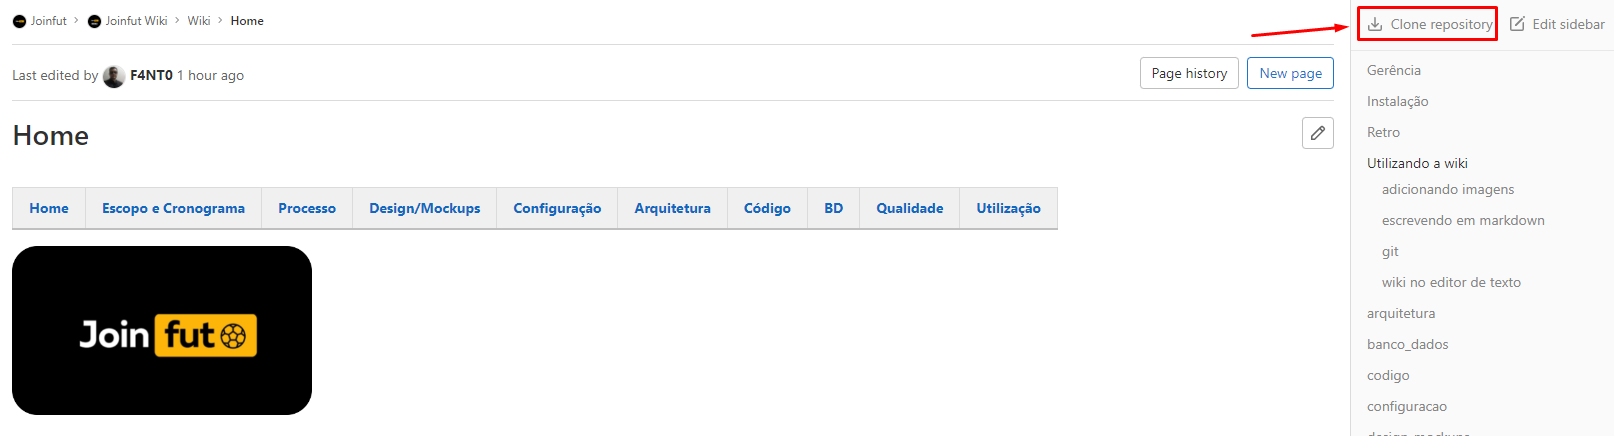 Joinfut > Joinfut Wiki > Wiki > Home
Last edited by F4NT0 1 hour ago
Page history
New page
Home
Home Escopo e Cronograma Processo Design/Mockups Configuração Arquitetura Código BD Qualidade Utilização
Join fut
Clone repository
Edit sidebar
Gerência
Instalação
Retro
Utilizando a wiki
adicionando imagens
escrevendo em markdown
git
wiki no editor de texto
arquitetura
banco_dados
codigo
configuracao